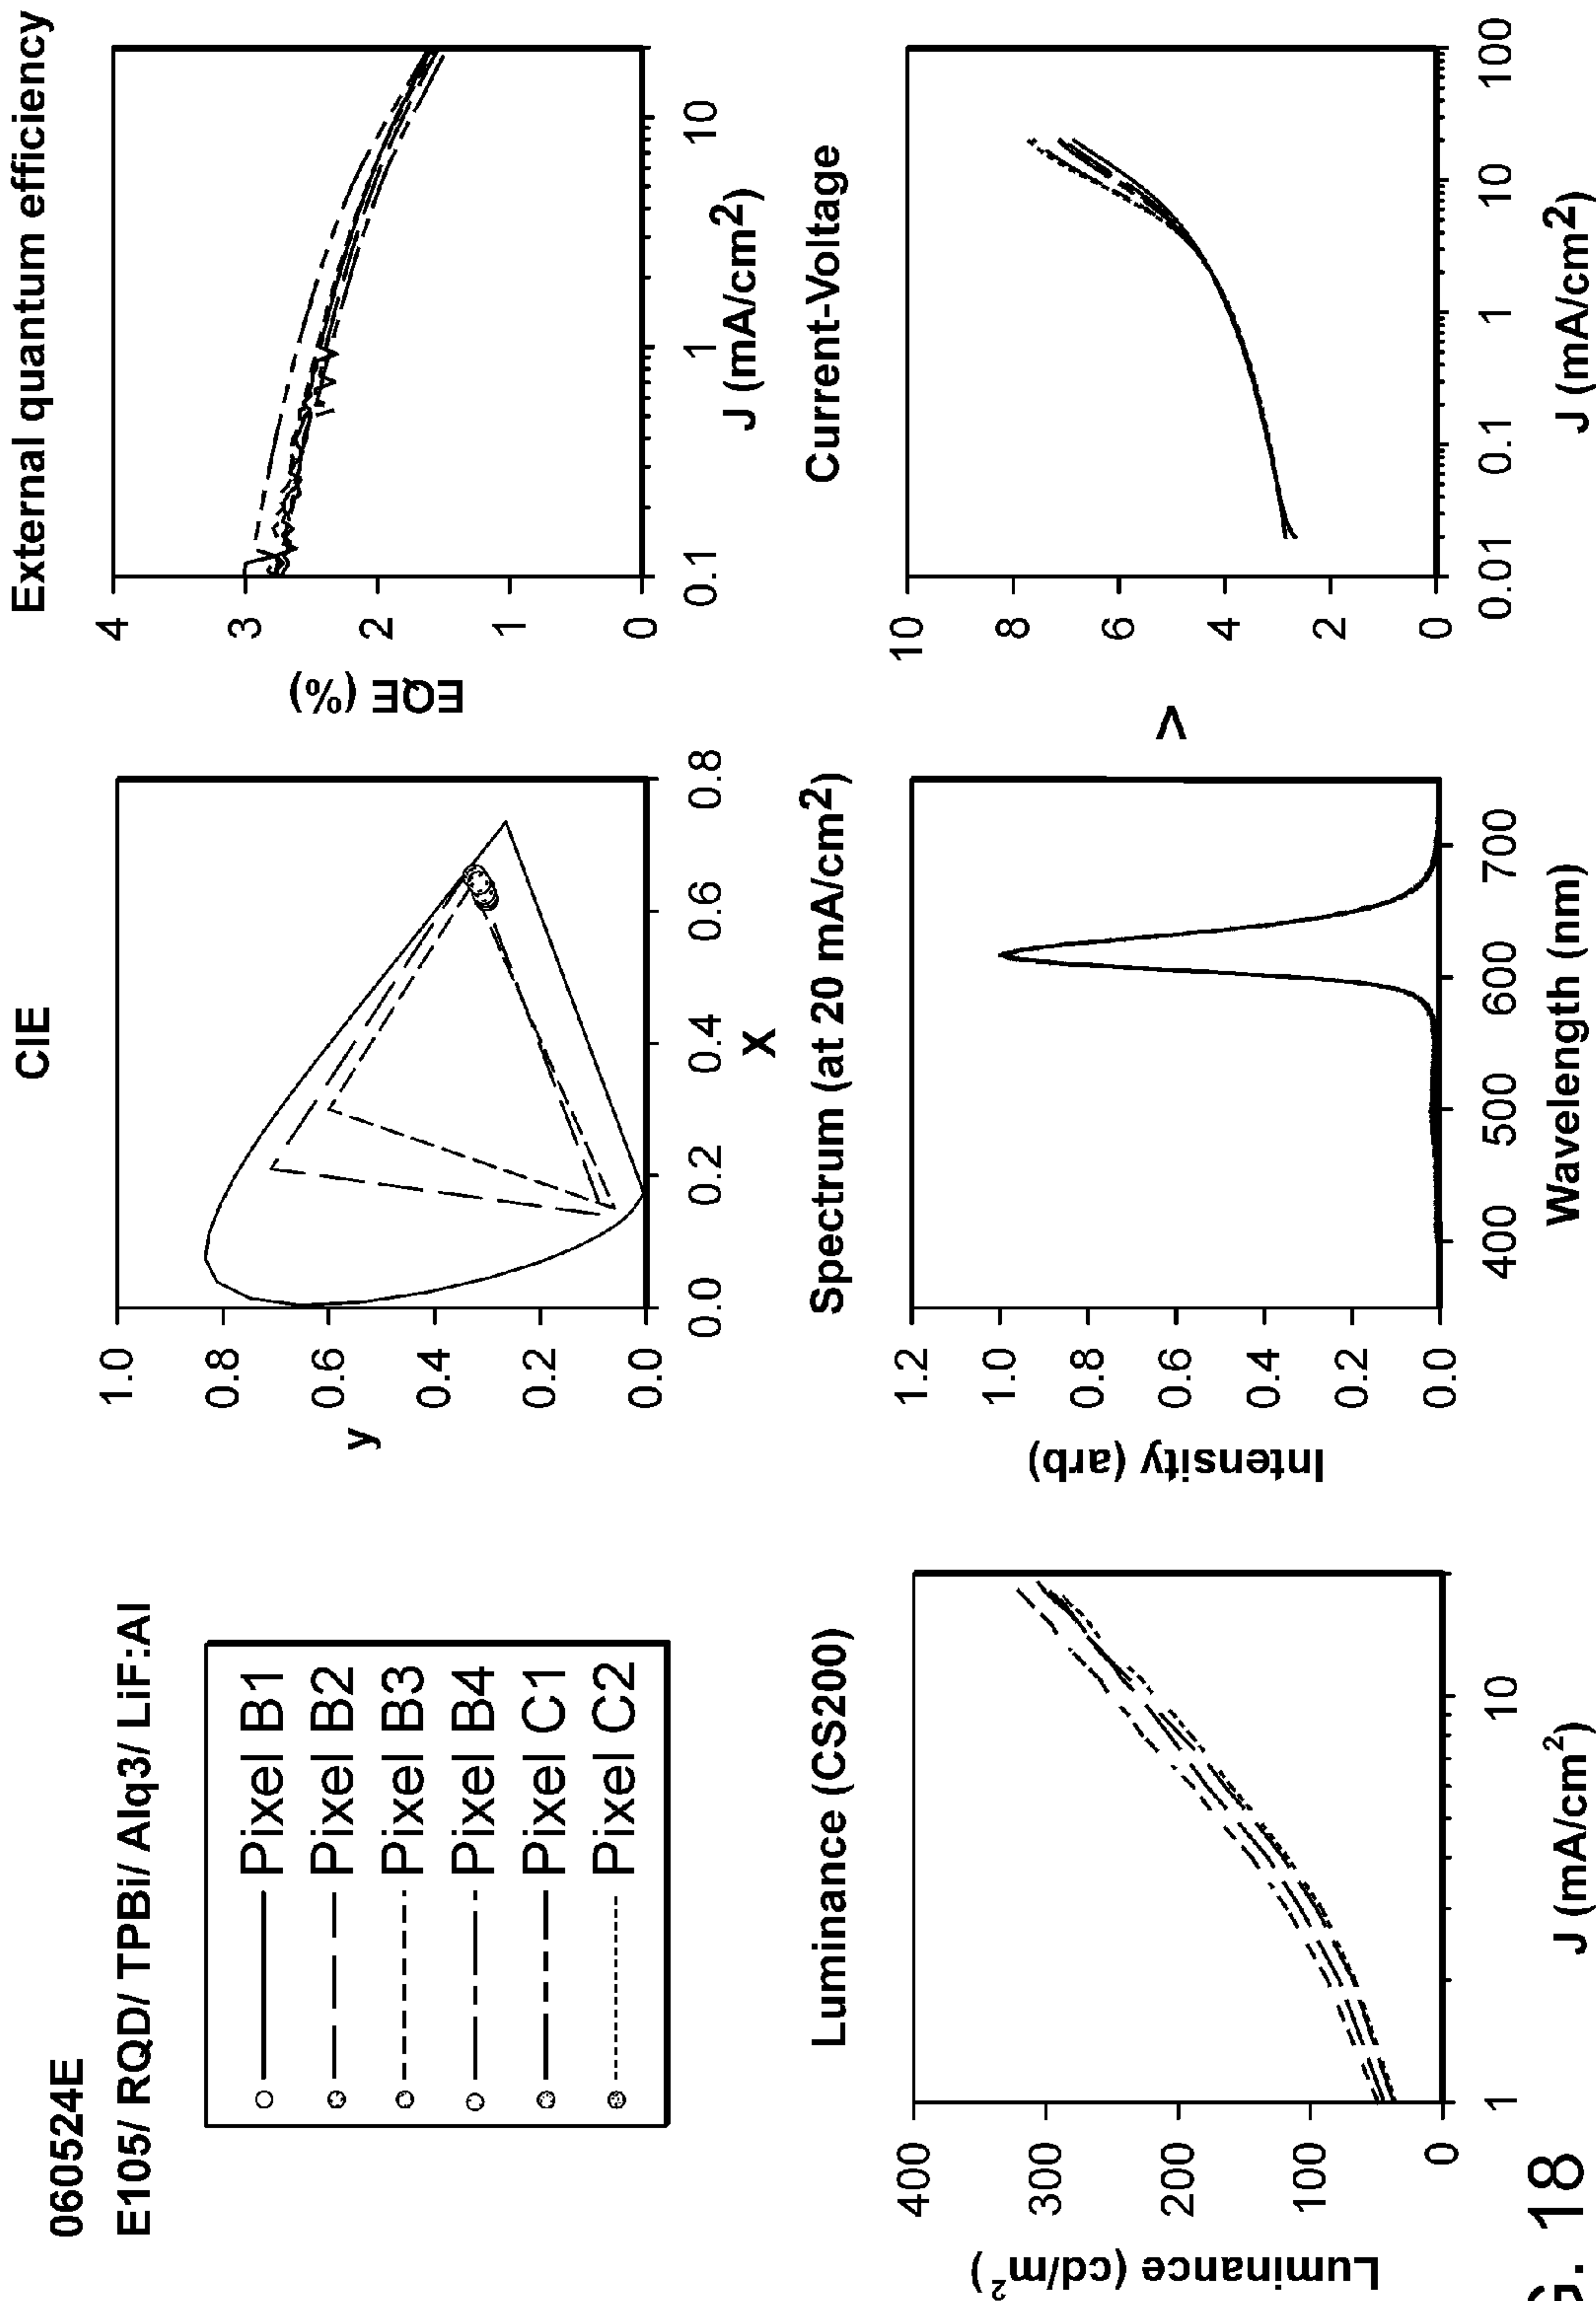 060524E
E105/ RQD/ TPBi/ Alq3/ LiF:Al
Pixel B1
Pixel B2
Pixel B3
Pixel B4
Pixel C1
Pixel C2
CIE
1.0
0.8
0.6
0.4
0.2
0.0
y
0.0 0.2 0.4 0.6 0.8
X
External quantum efficiency
4
3
2
1
0
EQE (%)
0.1 1 10
J (mA/cm²)
Luminance (CS200)
400
300
200
100
0
Luminance (cd/m²)
1 10
J (mA/cm²)
Spectrum (at 20 mA/cm²)
1.2
1.0
0.8
0.6
0.4
0.2
0.0
Intensity (arb)
400 500 600 700
Wavelength (nm)
Current-Voltage
10
8
6
4
2
0
V
0.01 0.1 1 10 100
J (mA/cm²)
G. 18